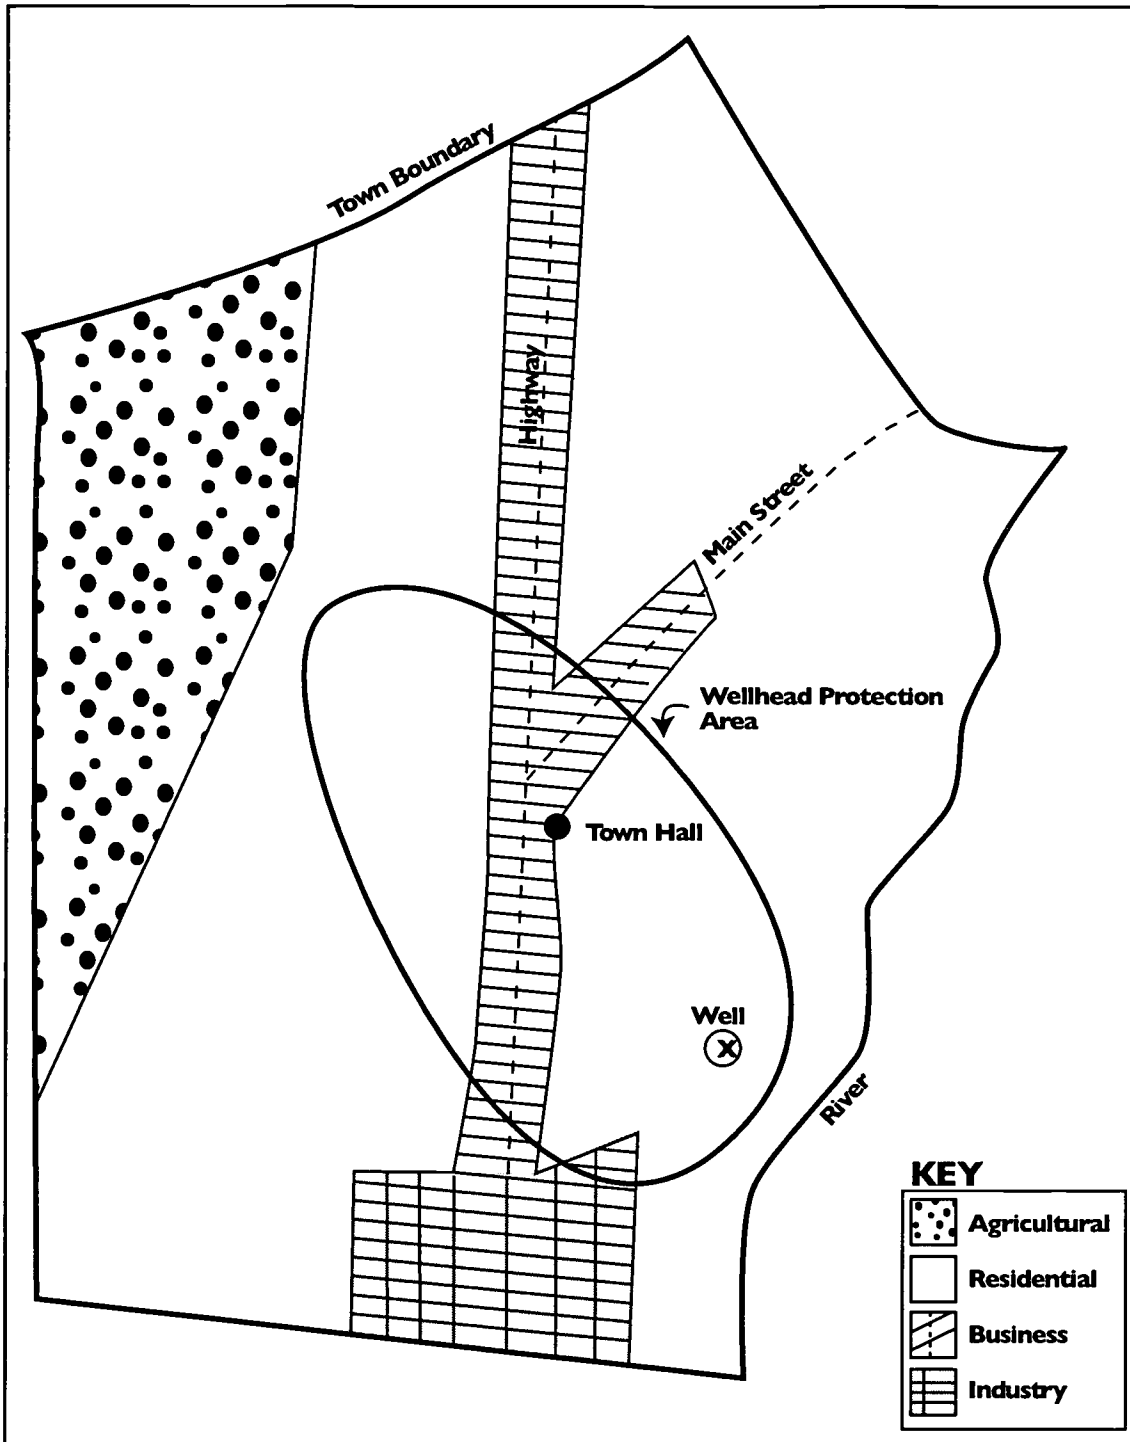 Town Boundary
Highway
Main Street
Wellhead Protection
Area
Town Hall
Well
X
River
KEY
Agricultural
Residential
Business
Industry